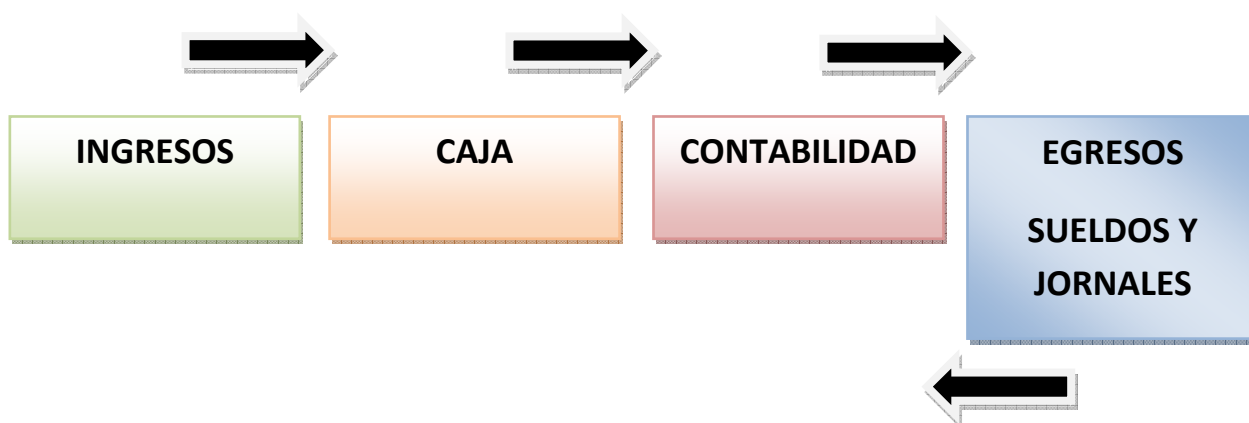 INGRESOS
CAJA
CONTABILIDAD
EGRESOS
SUELDOS Y
JORNALES